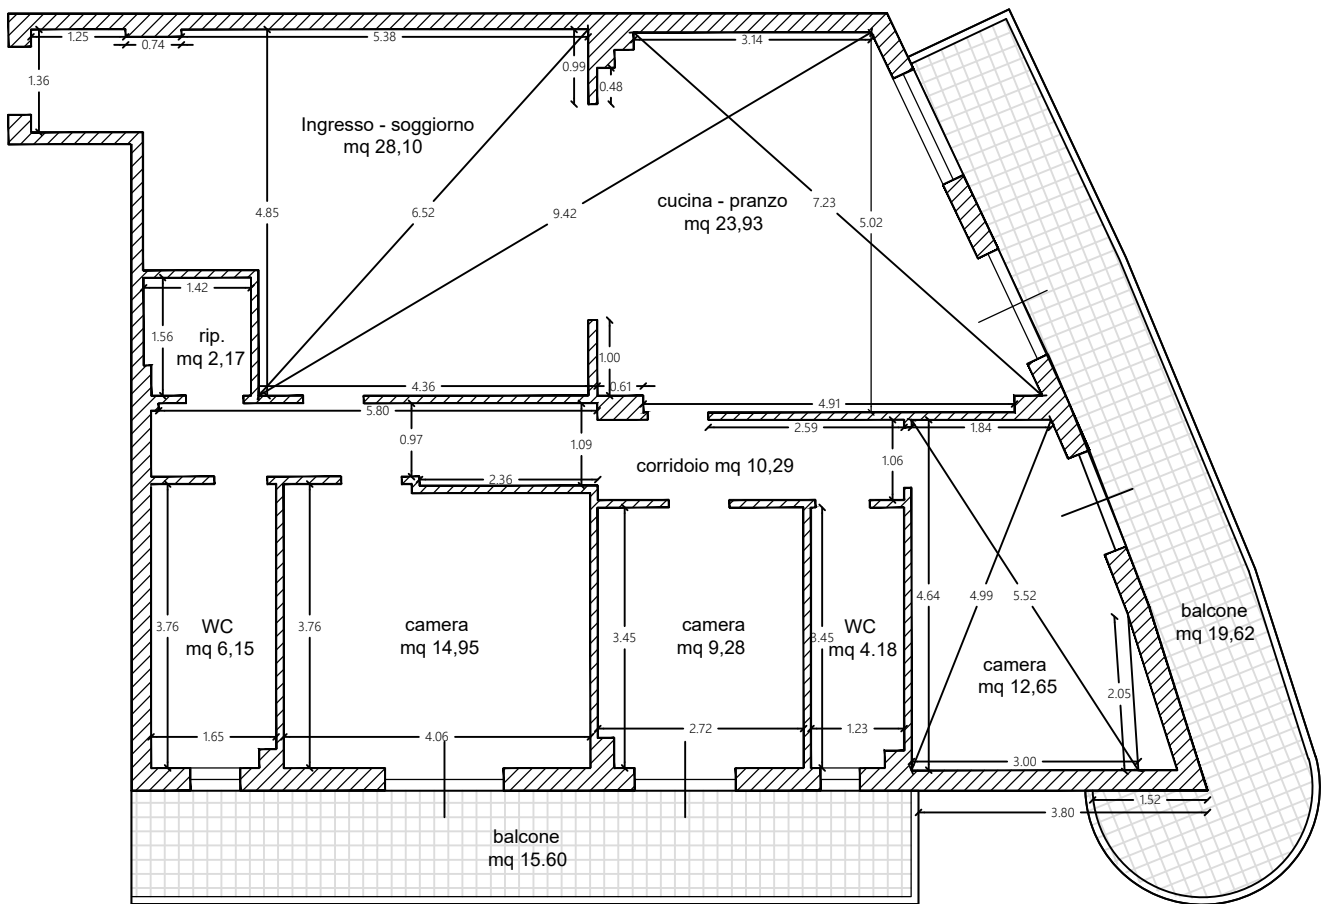 1.25
0.74
5.38
3.14
1.36
0.99
0.48
Ingresso - soggiorno
mq 28,10
cucina - pranzo
mq 23,93
4.85
6.52
9.42
7.23
5.02
1.42
1.56
rip.
mq 2,17
1.00
4.36
0.61
5.80
4.91
2.59
1.84
0.97
1.09
1.06
corridoio mq 10,29
2.36
3.76
WC
mq 6,15
3.76
camera
mq 14,95
3.45
camera
mq 9,28
3.45
WC
mq 4.18
4.64
4.99
5.52
balcone
mq 19,62
camera
mq 12,65
2.05
1.65
4.06
2.72
1.23
3.00
1.52
3.80
balcone
mq 15.60